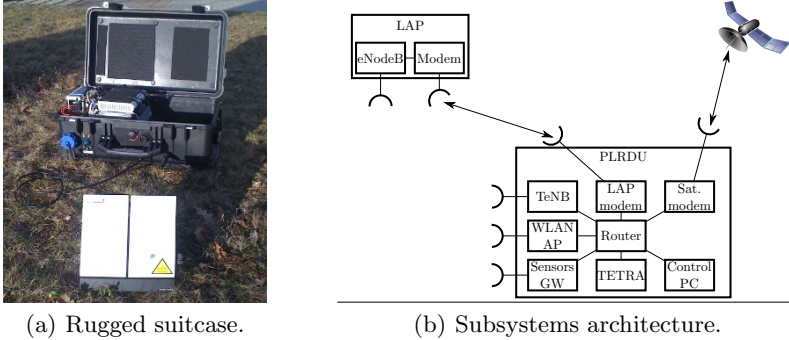 LAP
eNodeB
Modem
PLRDU
TeNB
LAP
modem
Sat.
modem
WLAN
AP
Router
Sensors
GW
TETRA
Control
PC
(a) Rugged suitcase.
(b) Subsystems architecture.